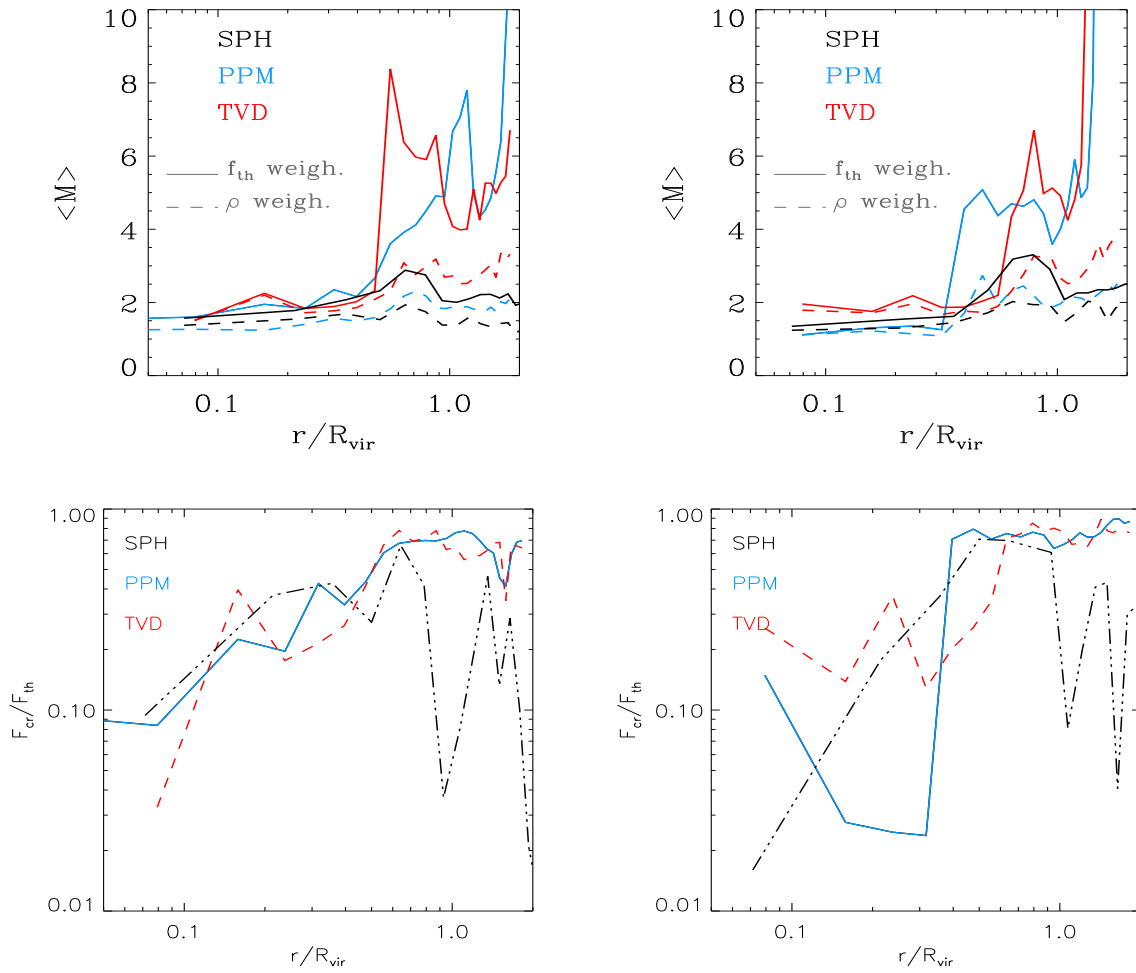 10
SPH
8
PPM
TVD
6
f_th weigh.
ρ weigh.
<M>
4
2
0
0.1
1.0
r/R_vir
10
SPH
8
PPM
TVD
6
f_th weigh.
ρ weigh.
<M>
4
2
0
0.1
1.0
r/R_vir
1.00
SPH
PPM
TVD
F_cr/F_th
0.10
0.01
0.1
1.0
r/R_vir
1.00
SPH
PPM
TVD
F_cr/F_th
0.10
0.01
0.1
1.0
r/R_vir